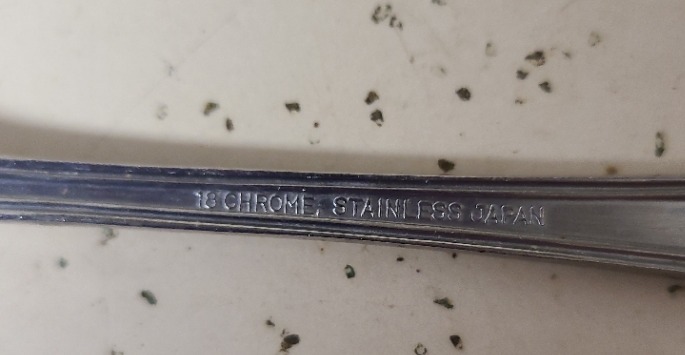 18 CHROME, STAINLESS JAPAN